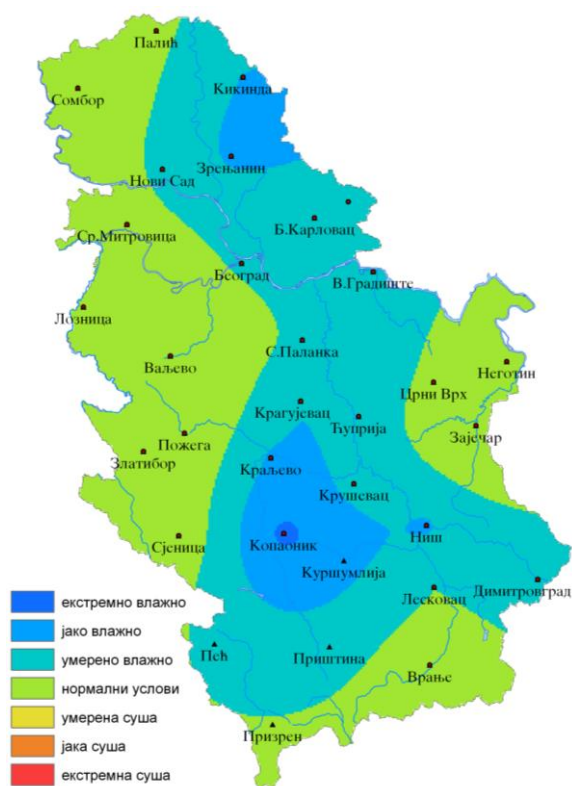 Палић
Кикинда
Сомбор
Зрењанин
Нови Сад
Б.Карловац
Ср.Митровица
Београд
В.Градиште
Лозница
С.Паланка
Ваљево
Неготин
Црни Врх
Крагујевац
Ћуприја
Зајечар
Пожега
Златибор
Краљево
Крушевац
Сјеница
Копаоник
Ниш
Куршумлија
Лесковац
Димитровград
Пећ
Приштина
Врање
Призрен
екстремно влажно
јако влажно
умерено влажно
нормални услови
умерена суша
јака суша
екстремна суша